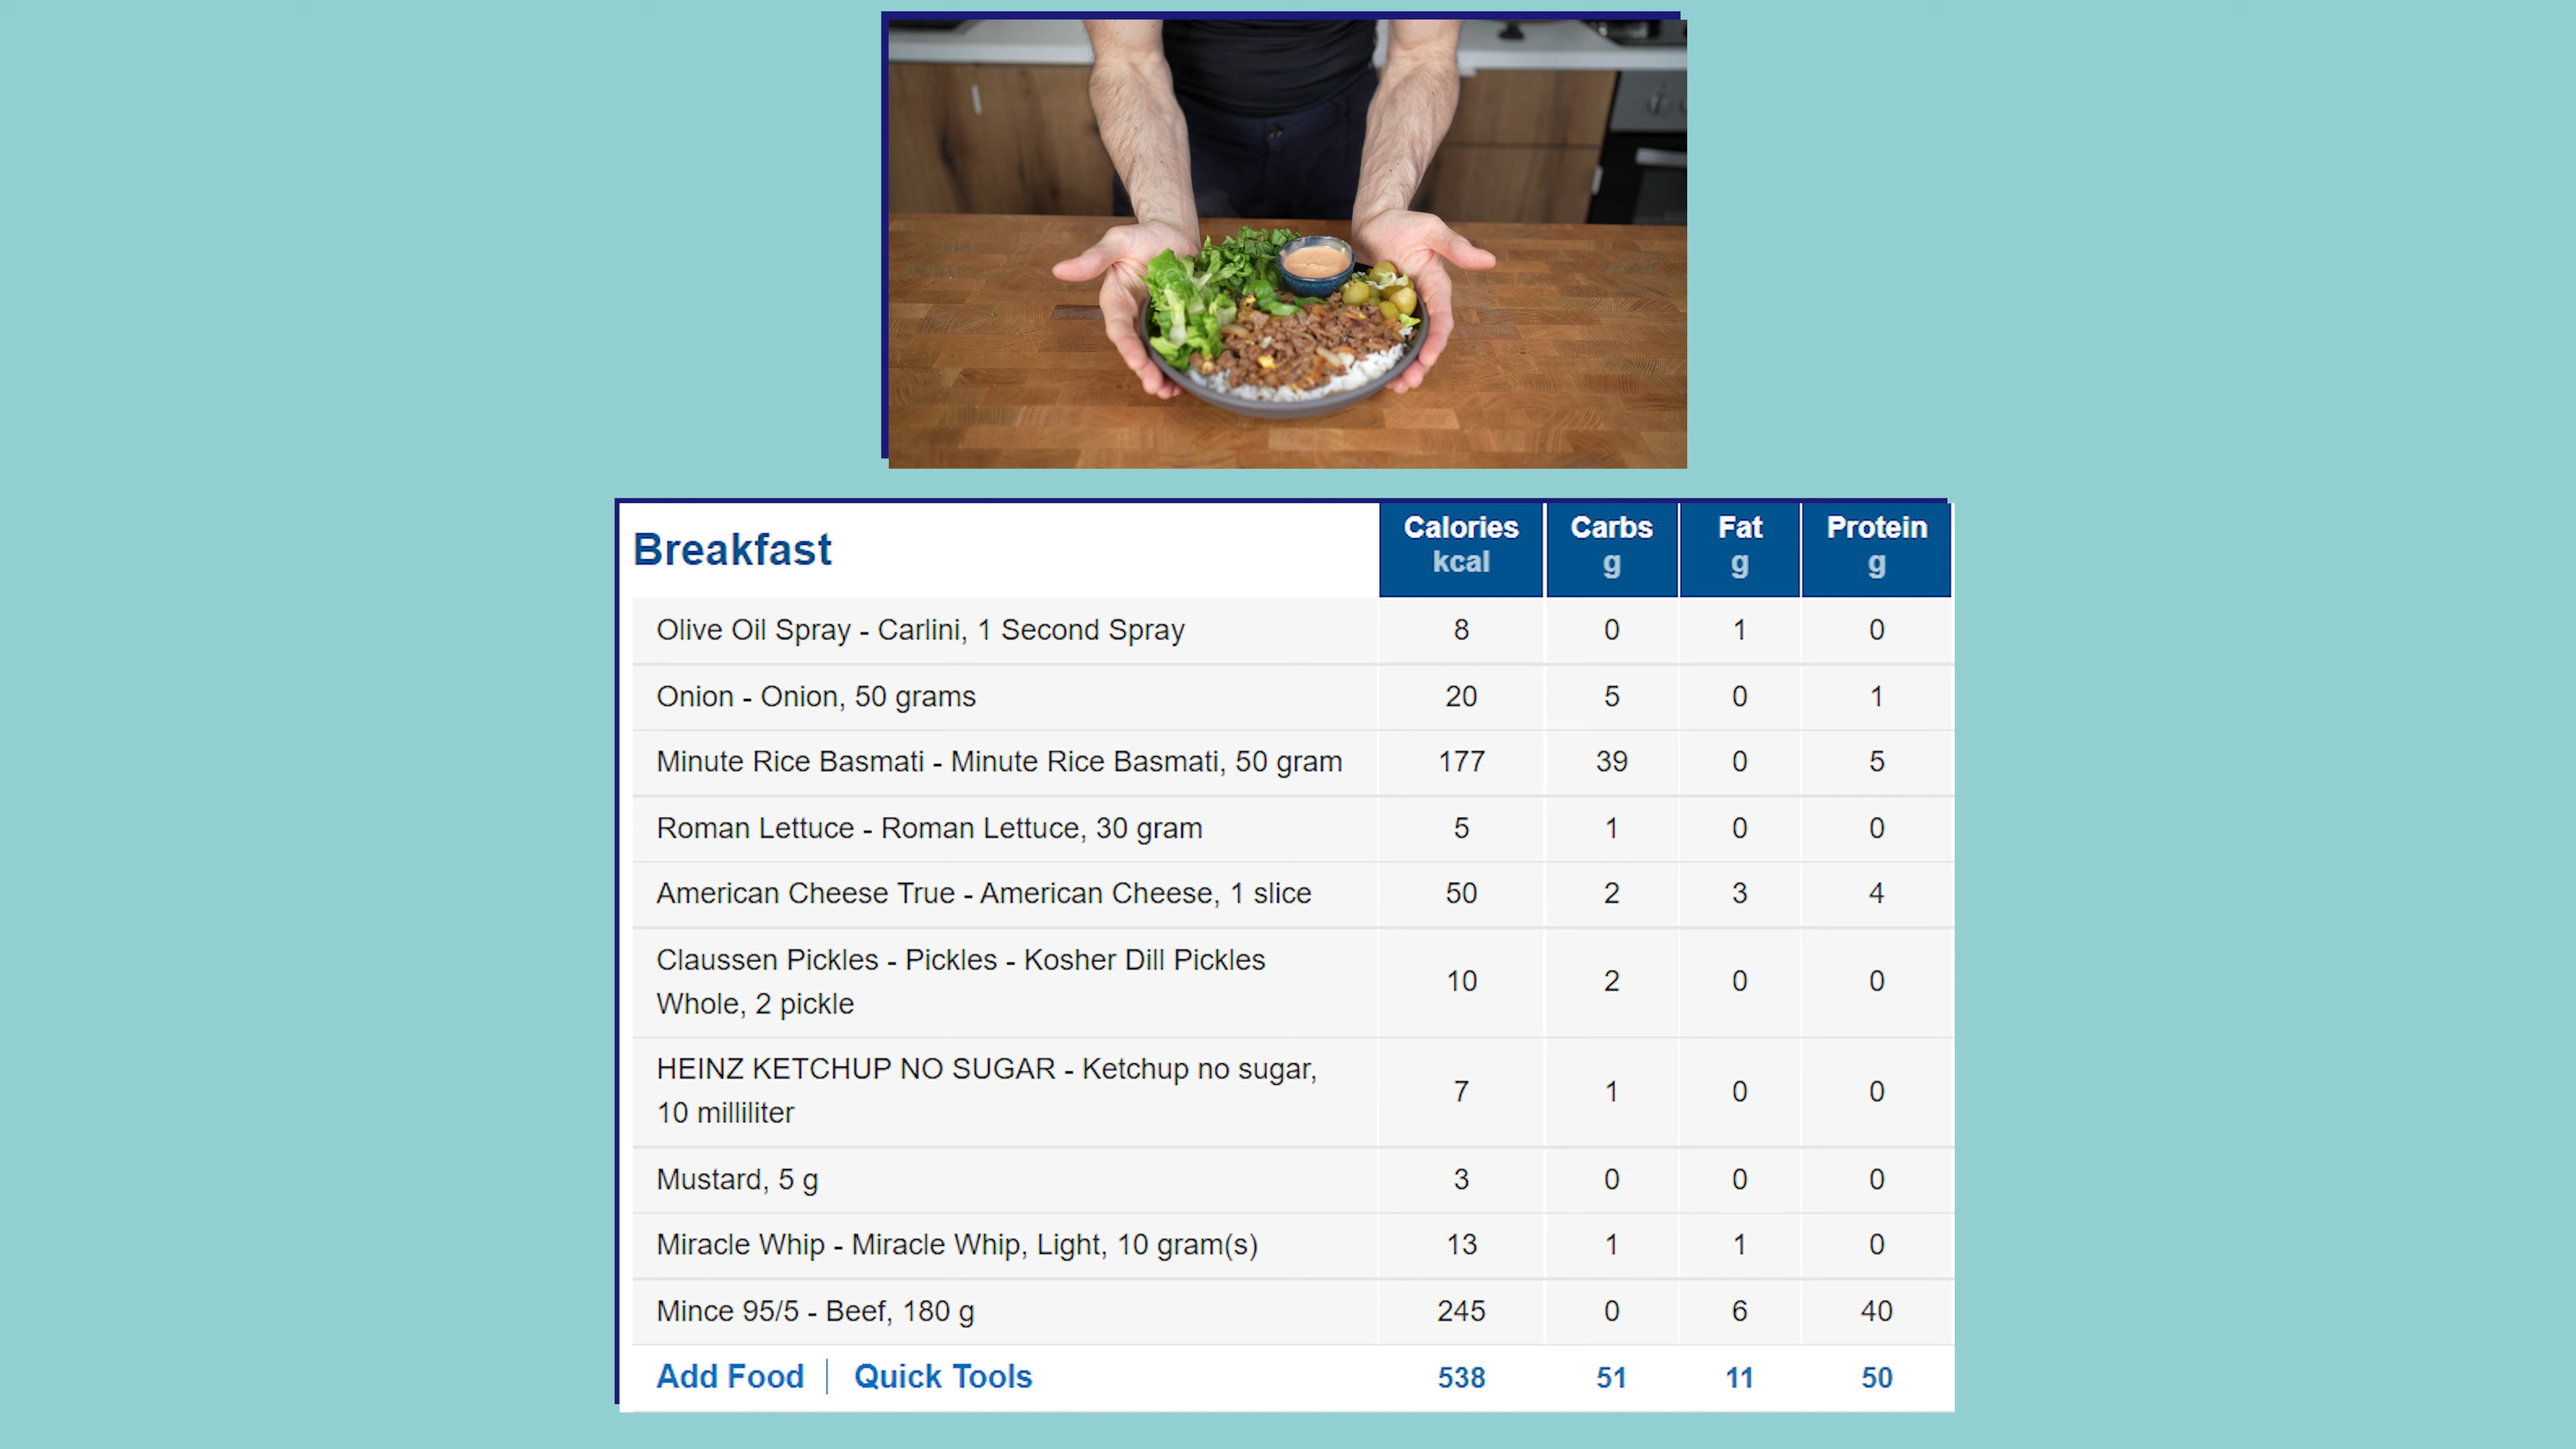 Breakfast
Calories kcal Carbs g Fat g Protein g
Olive Oil Spray - Carlini, 1 Second Spray 8 0 1 0
Onion - Onion, 50 grams 20 5 0 1
Minute Rice Basmati - Minute Rice Basmati, 50 gram 177 39 0 5
Roman Lettuce - Roman Lettuce, 30 gram 5 1 0 0
American Cheese True - American Cheese, 1 slice 50 2 3 4
Claussen Pickles - Pickles - Kosher Dill Pickles
Whole, 2 pickle 10 2 0 0
HEINZ KETCHUP NO SUGAR - Ketchup no sugar,
10 milliliter 7 1 0 0
Mustard, 5 g 3 0 0 0
Miracle Whip - Miracle Whip, Light, 10 gram(s) 13 1 1 0
Mince 95/5 - Beef, 180 g 245 0 6 40
Add Food | Quick Tools 538 51 11 50